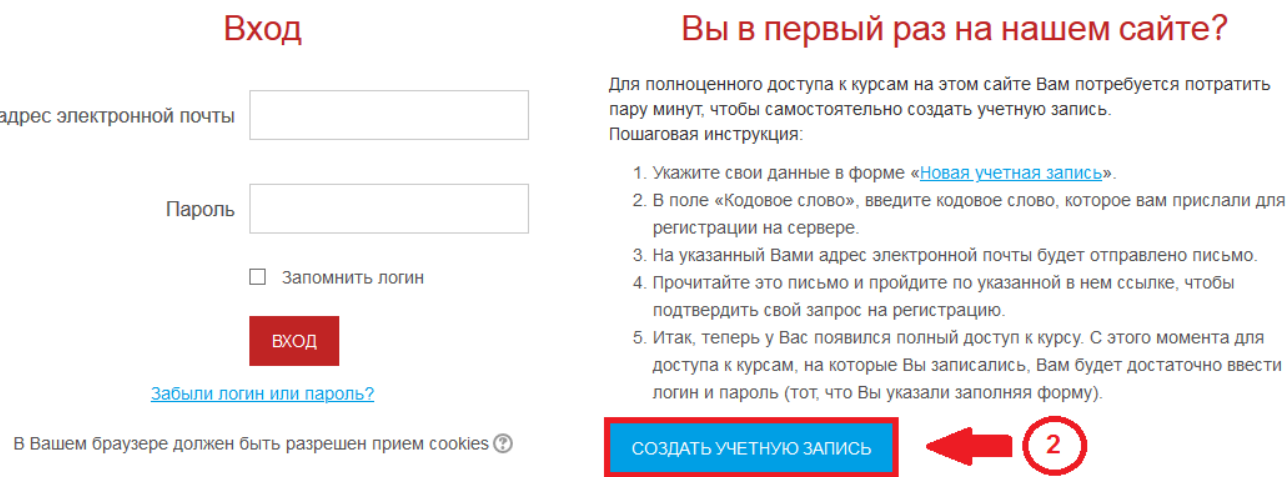 Вход
адрес электронной почты
Пароль
Запомнить логин
ВХОД
Забыли логин или пароль?
В Вашем браузере должен быть разрешен прием cookies ?
Вы в первый раз на нашем сайте?
Для полноценного доступа к курсам на этом сайте Вам потребуется потратить
пару минут, чтобы самостоятельно создать учетную запись.
Пошаговая инструкция:
1. Укажите свои данные в форме «Новая учетная запись».
2. В поле «Кодовое слово», введите кодовое слово, которое вам прислали для
регистрации на сервере.
3. На указанный Вами адрес электронной почты будет отправлено письмо.
4. Прочитайте это письмо и пройдите по указанной в нем ссылке, чтобы
подтвердить свой запрос на регистрацию.
5. Итак, теперь у Вас появился полный доступ к курсу. С этого момента для
доступа к курсам, на которые Вы записались, Вам будет достаточно ввести
логин и пароль (тот, что Вы указали заполняя форму).
СОЗДАТЬ УЧЕТНУЮ ЗАПИСЬ
2